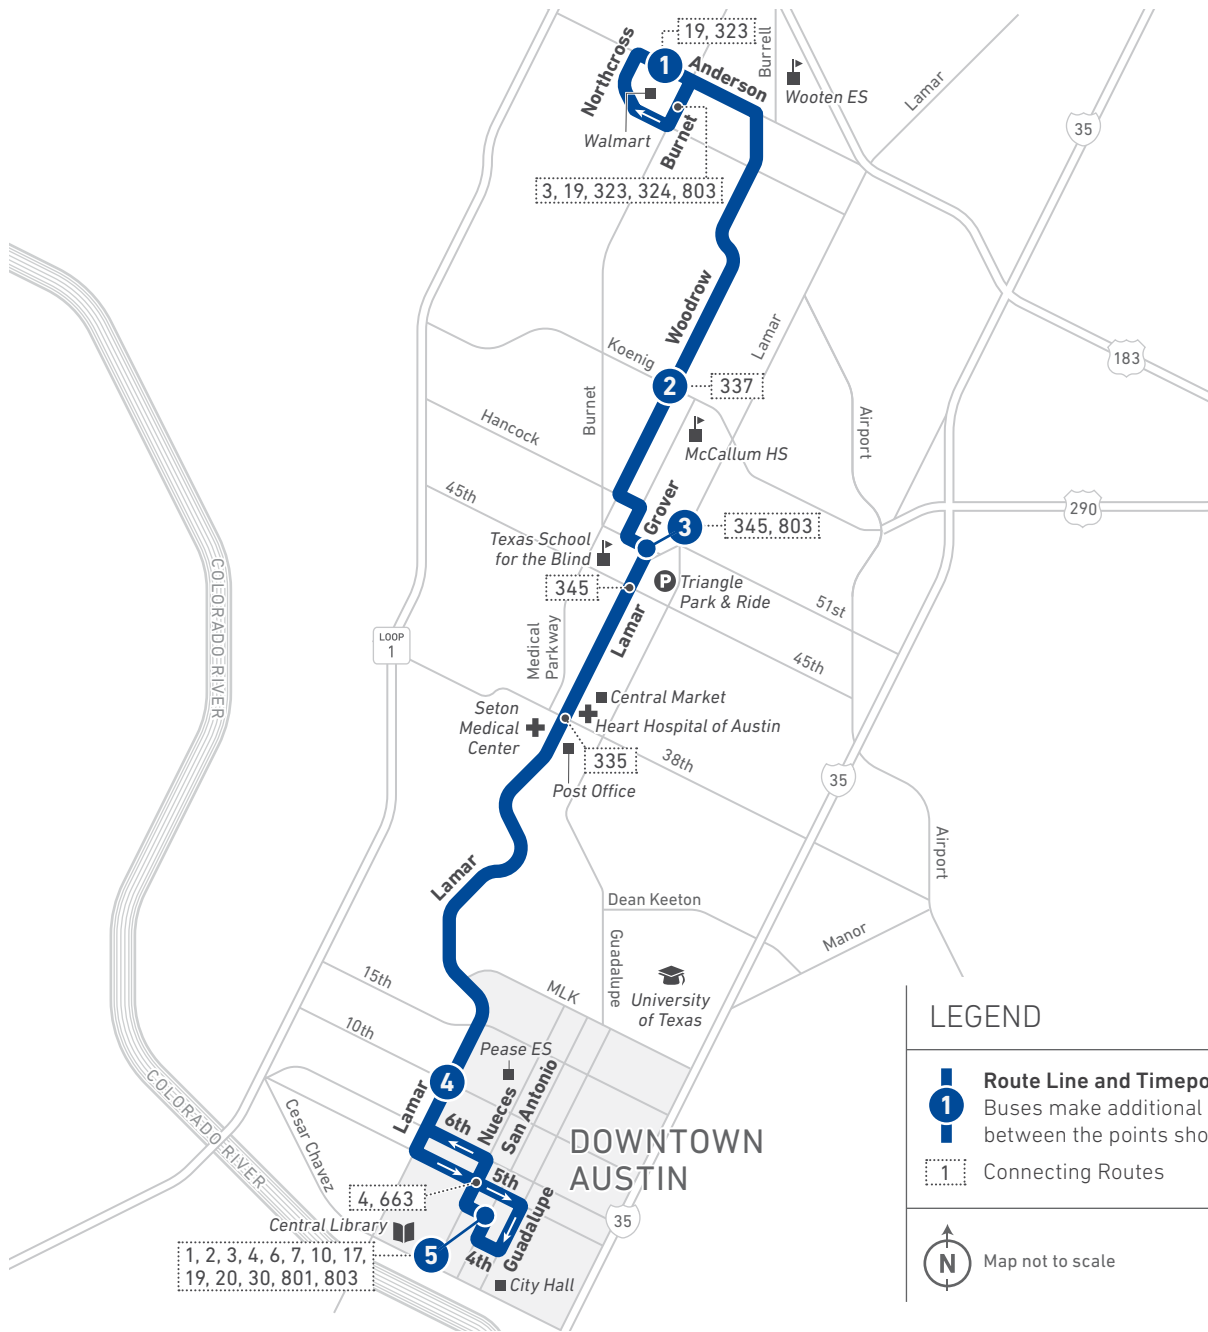 19, 323
1
Northcross
Anderson
Burrell
Wooten ES
Lamar
35
Walmart
Burnet
3, 19, 323, 324, 803
Woodrow
Koenig
Lamar
183
2
337
Burnet
Hancock
McCallum HS
Airport
45th
Grover
3
345, 803
290
Texas School
for the Blind
345
P
Triangle
Park & Ride
51st
COLORADO RIVER
LOOP
1
Medical
Parkway
Lamar
45th
Central Market
Seton
Medical
Center
Heart Hospital of Austin
335
38th
35
Post Office
Airport
Lamar
Dean Keeton
Guadalupe
Manor
15th
MLK
University
of Texas
10th
Pease ES
4
COLORADO RIVER
Cesar Chavez
Lamar
6th
Nueces
San Antonio
DOWNTOWN
AUSTIN
5th
4, 663
Guadalupe
35
Central Library
1, 2, 3, 4, 6, 7, 10, 17,
19, 20, 30, 801, 803
5
4th
City Hall
LEGEND
1
Route Line and Timepo
Buses make additional
between the points sho
1
Connecting Routes
N
Map not to scale